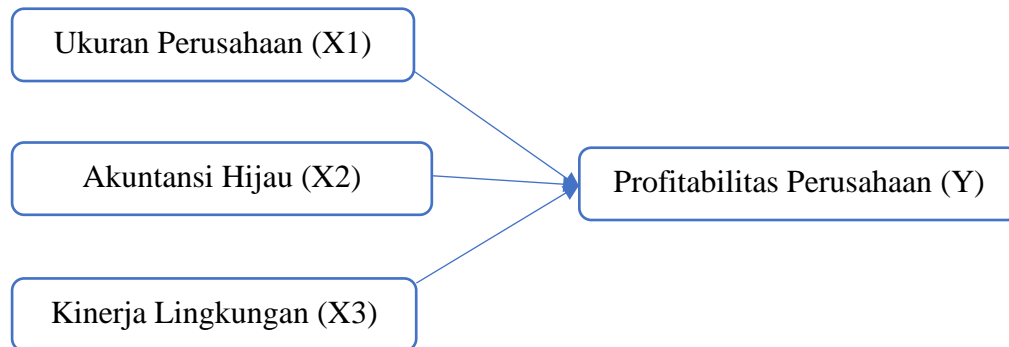 Ukuran Perusahaan (X1)
Akuntansi Hijau (X2)
Profitabilitas Perusahaan (Y)
Kinerja Lingkungan (X3)